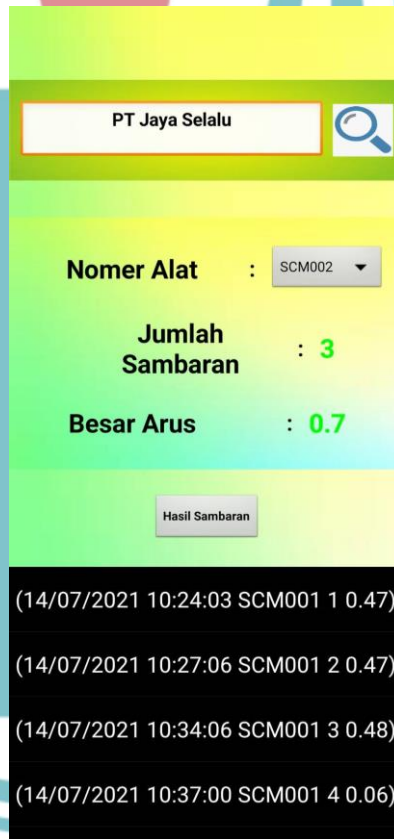 PT Jaya Selalu
Nomer Alat : SCM002
Jumlah
Sambaran : 3
Besar Arus : 0.7
Hasil Sambaran
(14/07/2021 10:24:03 SCM001 1 0.47)
(14/07/2021 10:27:06 SCM001 2 0.47)
(14/07/2021 10:34:06 SCM001 3 0.48)
(14/07/2021 10:37:00 SCM001 4 0.06)